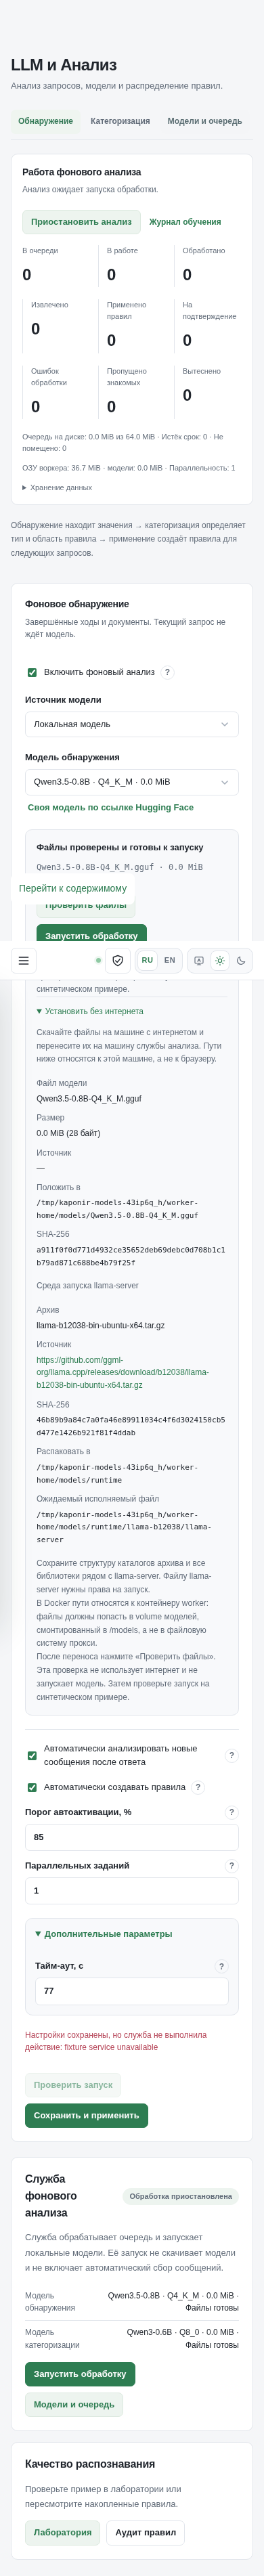 LLM и Анализ
Анализ запросов, модели и распределение правил.
Обнаружение
Категоризация
Модели и очередь
Работа фонового анализа
Анализ ожидает запуска обработки.
Приостановить анализ
Журнал обучения
В очереди
0
В работе
0
Обработано
0
Извлечено
0
Применено
правил
0
На
подтверждение
0
Ошибок
обработки
0
Пропущено
знакомых
0
Вытеснено
0
Очередь на диске: 0.0 MiB из 64.0 MiB · Истёк срок: 0 · Не
помещено: 0
ОЗУ воркера: 36.7 MiB · модели: 0.0 MiB · Параллельность: 1
Хранение данных
Обнаружение находит значения → категоризация определяет
тип и область правила → применение создаёт правила для
следующих запросов.
Фоновое обнаружение
Завершённые ходы и документы. Текущий запрос не
ждёт модель.
Включить фоновый анализ ?
Источник модели
Локальная модель
Модель обнаружения
Qwen3.5-0.8B · Q4_K_M · 0.0 MiB
Своя модель по ссылке Hugging Face
Файлы проверены и готовы к запуску
Qwen3.5-0.8B-Q4_K_M.gguf · 0.0 MiB
Перейти к содержимому
Проверить файлы
Запустить обработку
RU
EN
синтетическом примере.
Установить без интернета
Скачайте файлы на машине с интернетом и
перенесите их на машину службы анализа. Пути
ниже относятся к этой машине, а не к браузеру.
Файл модели
Qwen3.5-0.8B-Q4_K_M.gguf
Размер
0.0 MiB (28 байт)
Источник
—
Положить в
/tmp/kaponir-models-43ip6q_h/worker-
home/models/Qwen3.5-0.8B-Q4_K_M.gguf
SHA-256
a911f0f0d771d4932ce35652deb69debc0d708b1c1
b79ad871c688be4b79f25f
Среда запуска llama-server
Архив
llama-b12038-bin-ubuntu-x64.tar.gz
Источник
https://github.com/ggml-
org/llama.cpp/releases/download/b12038/llama-
b12038-bin-ubuntu-x64.tar.gz
SHA-256
46b89b9a84c7a0fa46e89911034c4f6d3024150cb5
d477e1426b921f81f4ddab
Распаковать в
/tmp/kaponir-models-43ip6q_h/worker-
home/models/runtime
Ожидаемый исполняемый файл
/tmp/kaponir-models-43ip6q_h/worker-
home/models/runtime/llama-b12038/llama-
server
Сохраните структуру каталогов архива и все
библиотеки рядом с llama-server. Файлу llama-
server нужны права на запуск.
В Docker пути относятся к контейнеру worker:
файлы должны попасть в volume моделей,
смонтированный в /models, а не в файловую
систему прокси.
После переноса нажмите «Проверить файлы».
Эта проверка не использует интернет и не
запускает модель. Затем проверьте запуск на
синтетическом примере.
Автоматически анализировать новые
сообщения после ответа
?
Автоматически создавать правила ?
Порог автоактивации, %
?
85
Параллельных заданий
?
1
Дополнительные параметры
Тайм-аут, с
?
77
Настройки сохранены, но служба не выполнила
действие: fixture service unavailable
Проверить запуск
Сохранить и применить
Служба
фонового
анализа
Обработка приостановлена
Служба обрабатывает очередь и запускает
локальные модели. Её запуск не скачивает модели
и не включает автоматический сбор сообщений.
Модель
обнаружения
Qwen3.5-0.8B · Q4_K_M · 0.0 MiB ·
Файлы готовы
Модель
категоризации
Qwen3-0.6B · Q8_0 · 0.0 MiB ·
Файлы готовы
Запустить обработку
Модели и очередь
Качество распознавания
Проверьте пример в лаборатории или
пересмотрите накопленные правила.
Лаборатория
Аудит правил